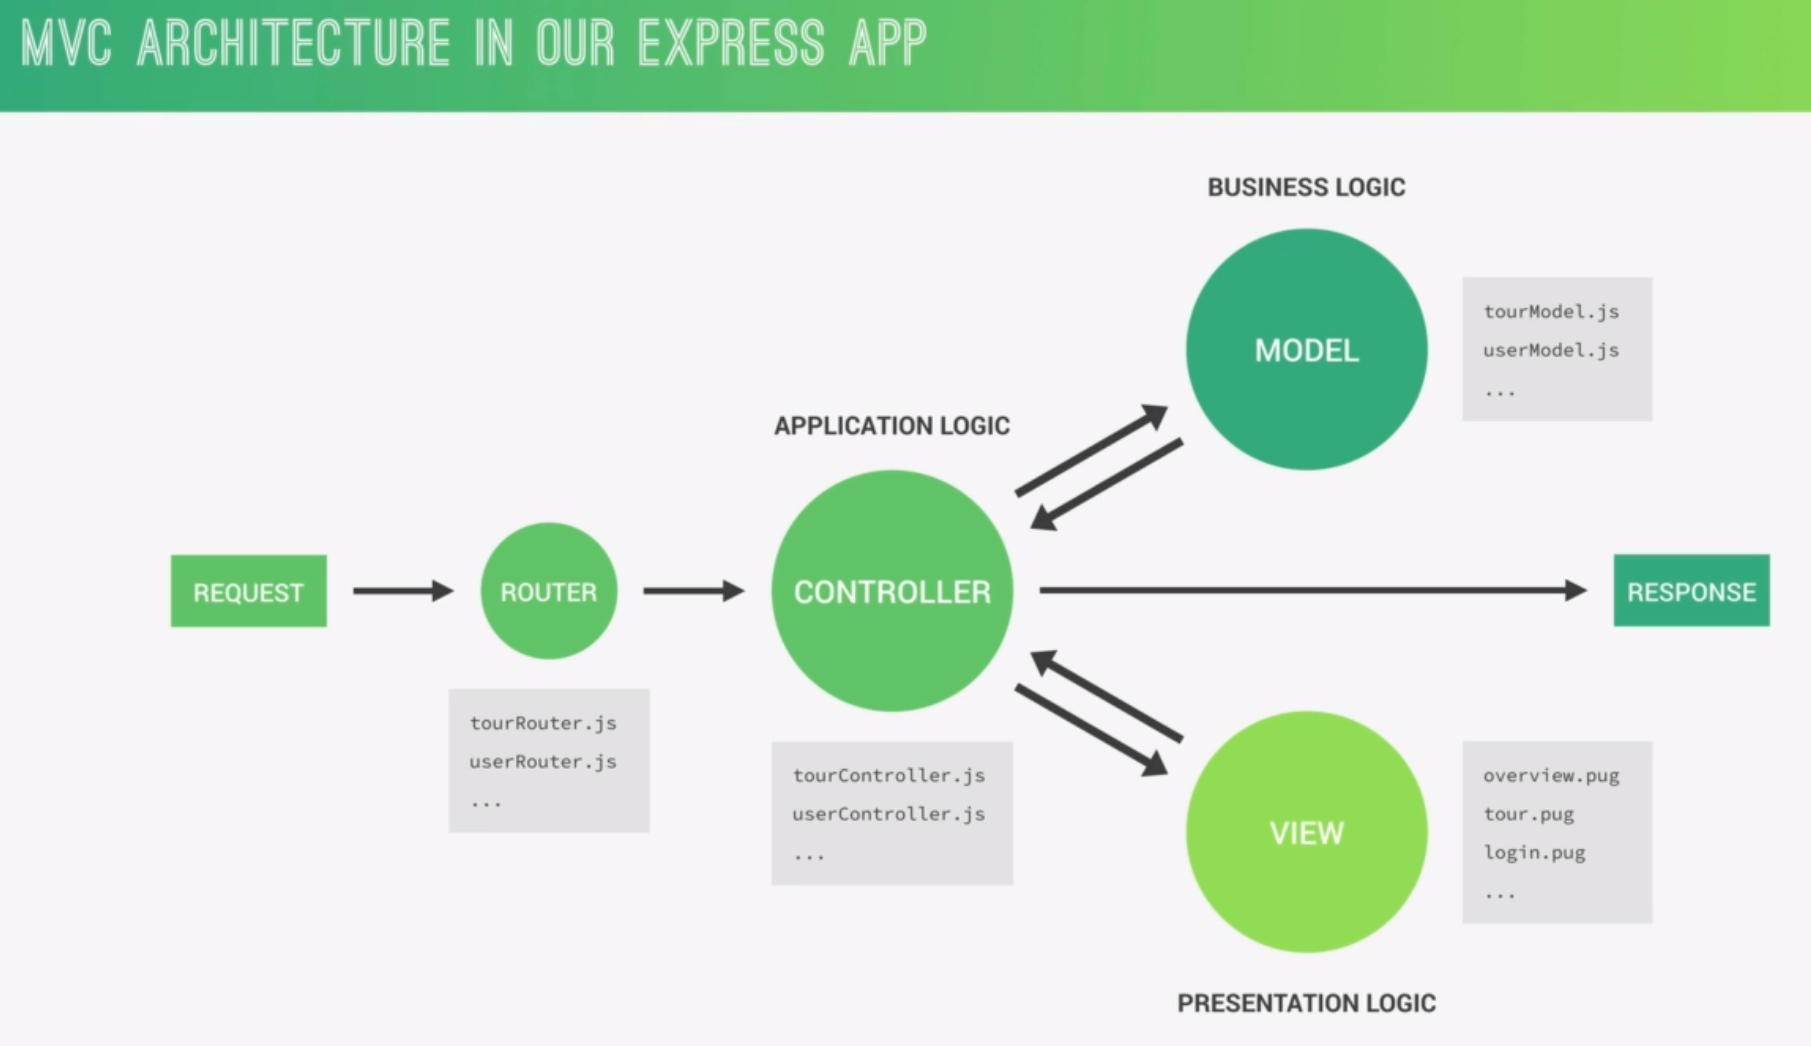 MVC ARCHITECTURE IN OUR EXPRESS APP
BUSINESS LOGIC
MODEL
tourModel.js
userModel.js
...
APPLICATION LOGIC
REQUEST
ROUTER
CONTROLLER
RESPONSE
tourRouter.js
userRouter.js
...
tourController.js
userController.js
...
VIEW
overview.pug
tour.pug
login.pug
...
PRESENTATION LOGIC